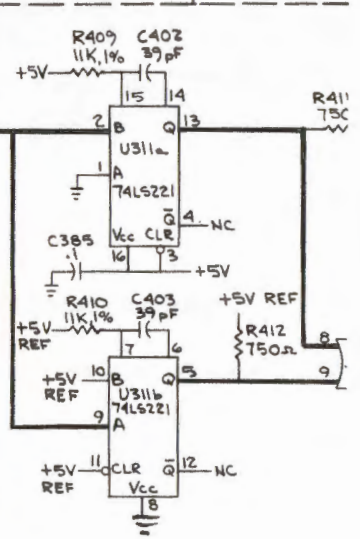 R409
11K,1%
C402
39pF
+5V
15
14
R411
750
2
B
Q
13
U311a
1
A
74LS221
Q̅
4
NC
Vcc
CLR
16
3
C385
.1
+5V
R410
11K,1%
C403
39pF
+5V REF
+5V
REF
7
6
R412
750Ω
8
+5V
REF
10
B
U311b
Q
5
9
74LS221
9
A
+5V
REF
11
CLR
Q̅
12
NC
Vcc
8